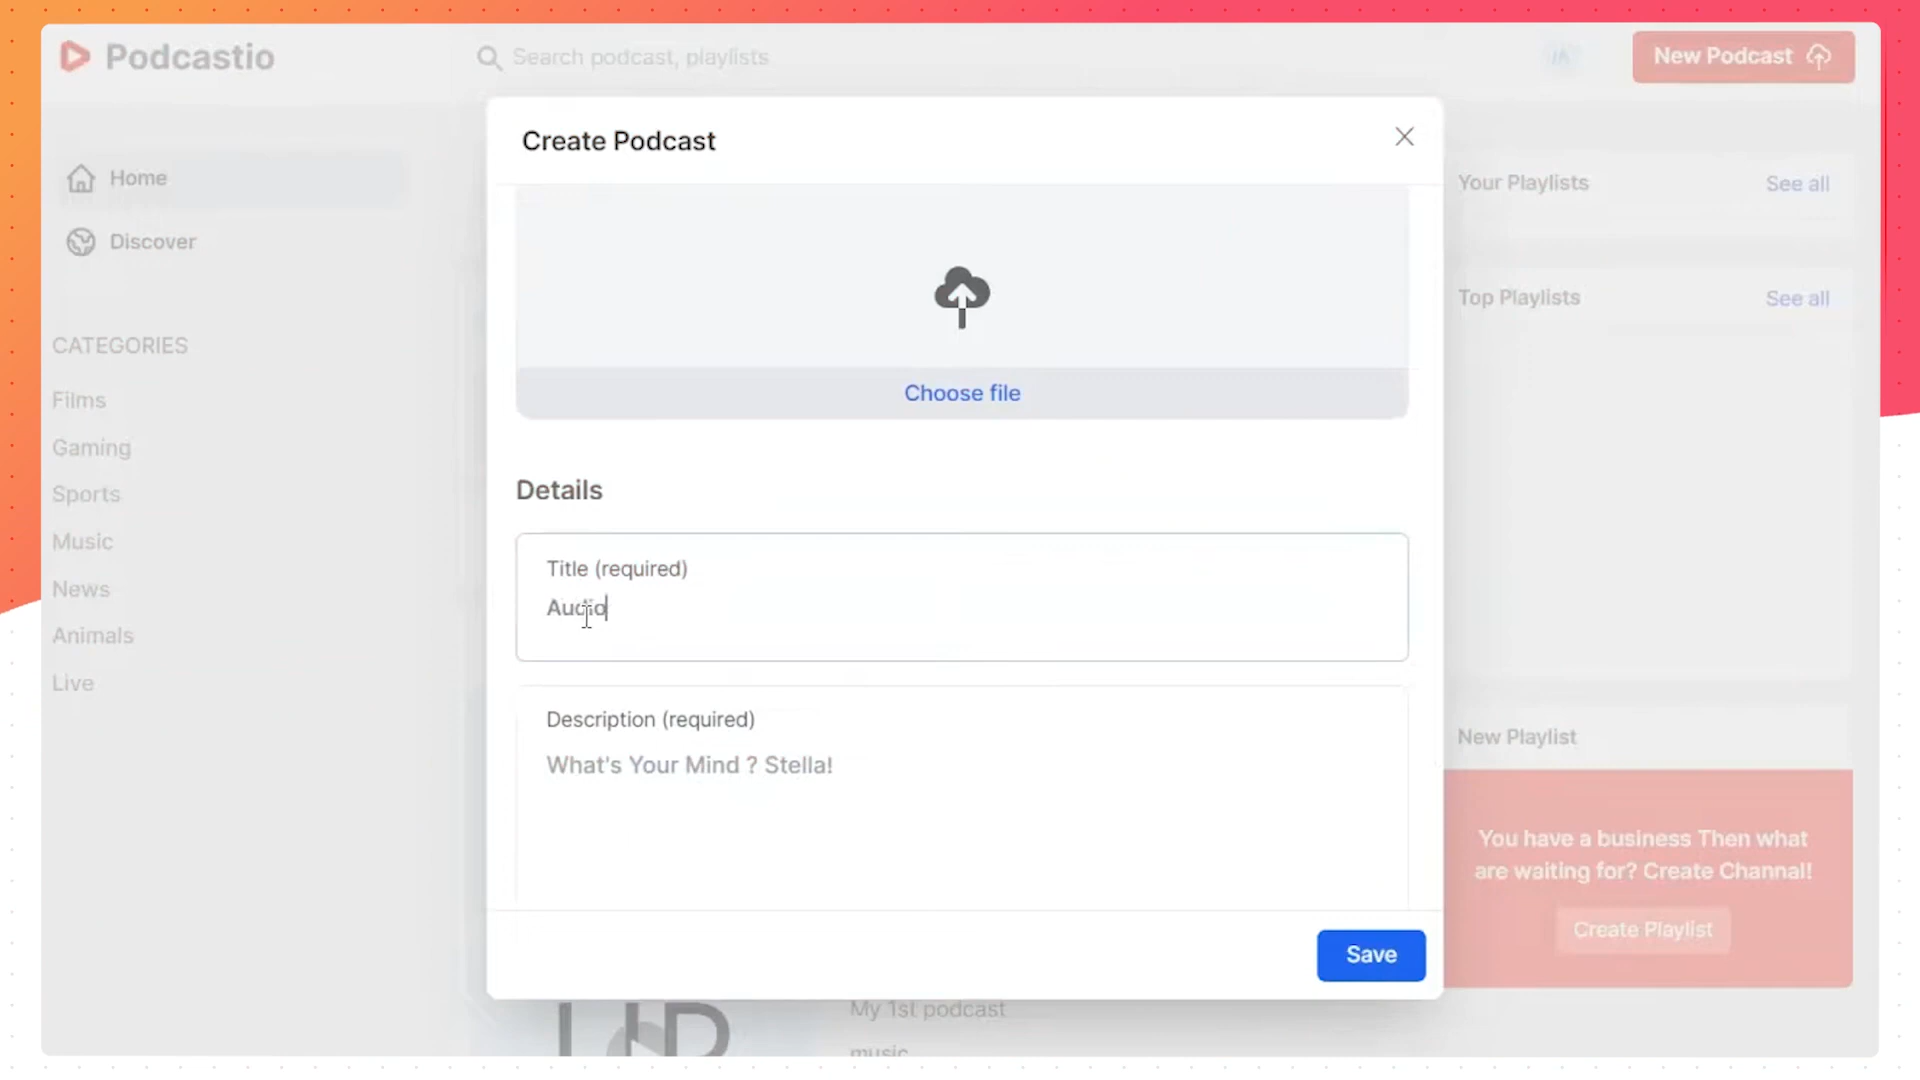 Podcastio
Search podcast, playlists
IA
New Podcast
Home
Discover
CATEGORIES
Films
Gaming
Sports
Music
News
Animals
Live
Create Podcast
Choose file
Details
Title (required)
Audio
Description (required)
What's Your Mind ? Stella!
Save
Your Playlists
See all
Top Playlists
See all
New Playlist
You have a business Then what
are waiting for? Create Channal!
Create Playlist
My 1st podcast
music